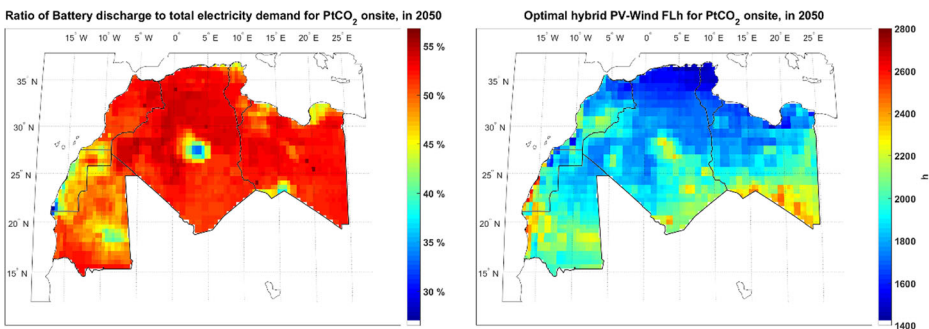 Ratio of Battery discharge to total electricity demand for PtCO₂ onsite, in 2050
15° W 10° W 5° W 0° 5° E 10° E 15° E 20° E 25° E
35° N
30° N
25° N
20° N
15° N
55 %
50 %
45 %
40 %
35 %
30 %
Optimal hybrid PV-Wind FLh for PtCO₂ onsite, in 2050
15° W 10° W 5° W 0° 5° E 10° E 15° E 20° E 25° E
35° N
30° N
25° N
20° N
15° N
2800
2600
2400
2200
2000
1800
1600
1400
h